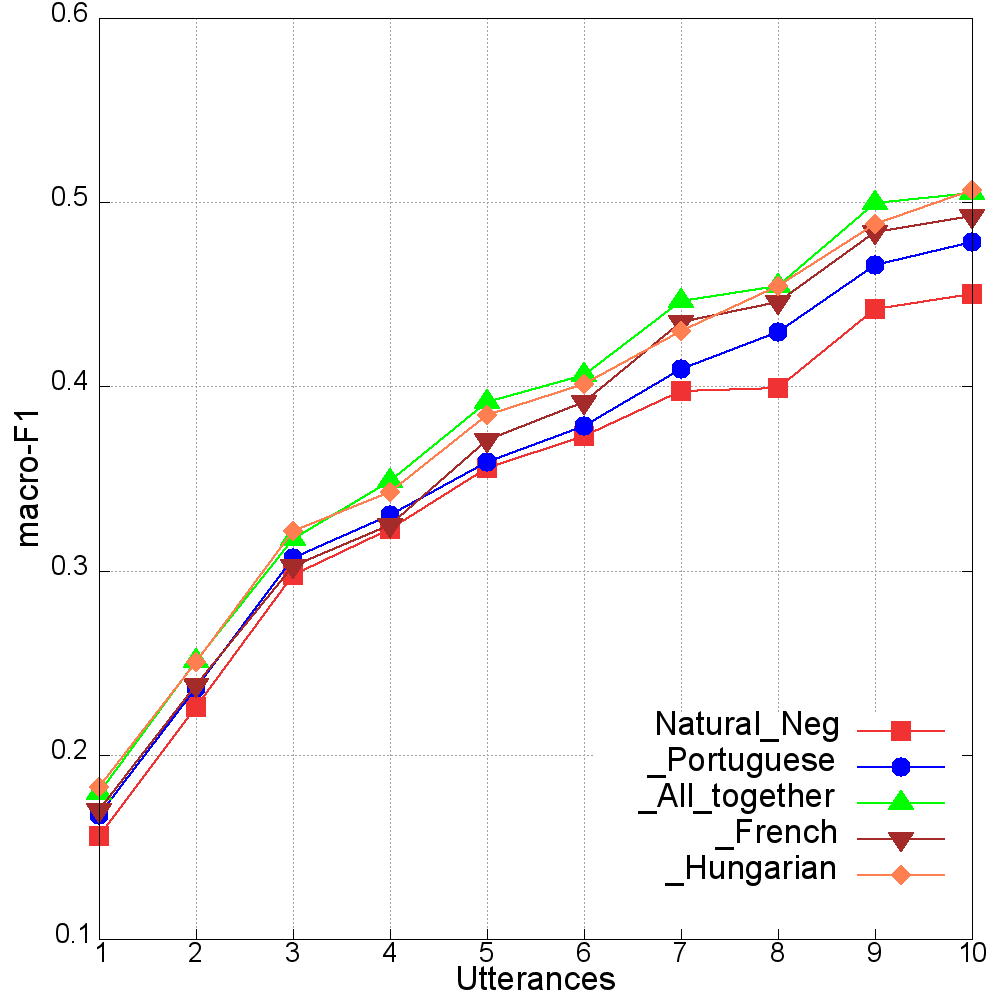 0.6
0.5
0.4
0.3
0.2
0.1
macro-F1
Natural_Neg
_Portuguese
_All_together
_French
_Hungarian
1 2 3 4 5 6 7 8 9 10
Utterances